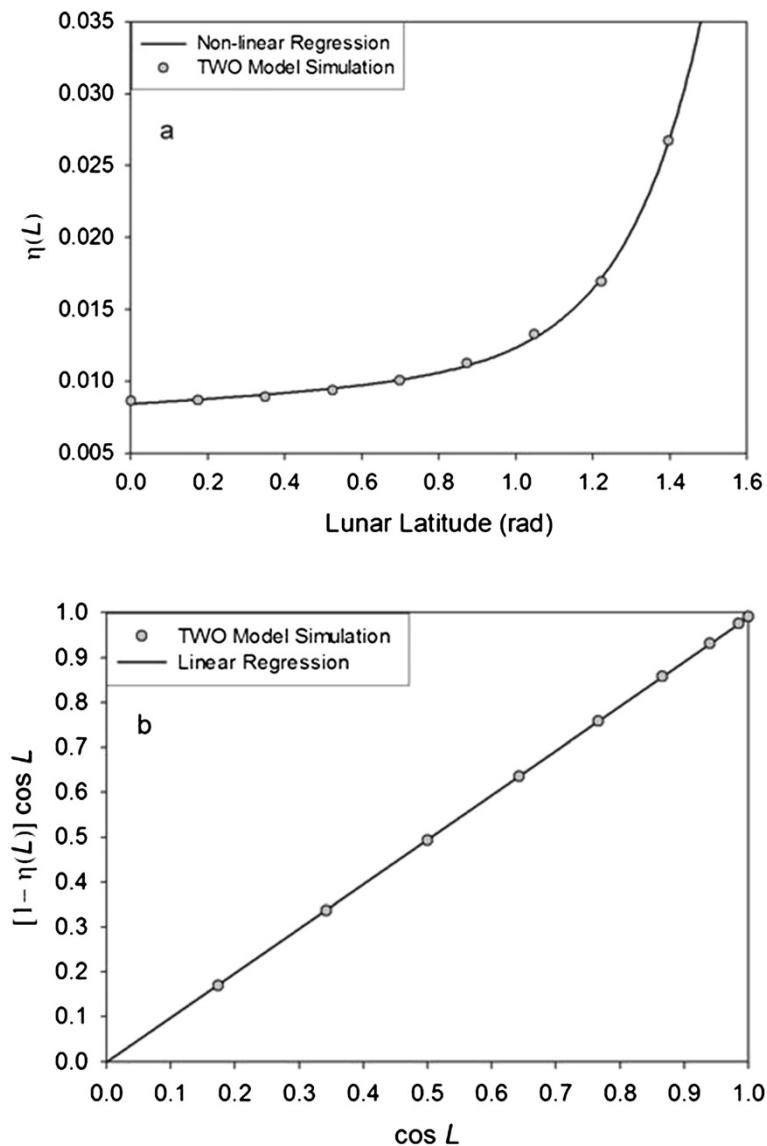 0.035
0.030
0.025
0.020
0.015
0.010
0.005
η(L)
Non-linear Regression
TWO Model Simulation
a
0.0 0.2 0.4 0.6 0.8 1.0 1.2 1.4 1.6
Lunar Latitude (rad)
1.0
0.9
0.8
0.7
0.6
0.5
0.4
0.3
0.2
0.1
0.0
[1− η(L)] cos L
TWO Model Simulation
Linear Regression
b
0.0 0.1 0.2 0.3 0.4 0.5 0.6 0.7 0.8 0.9 1.0
cos L